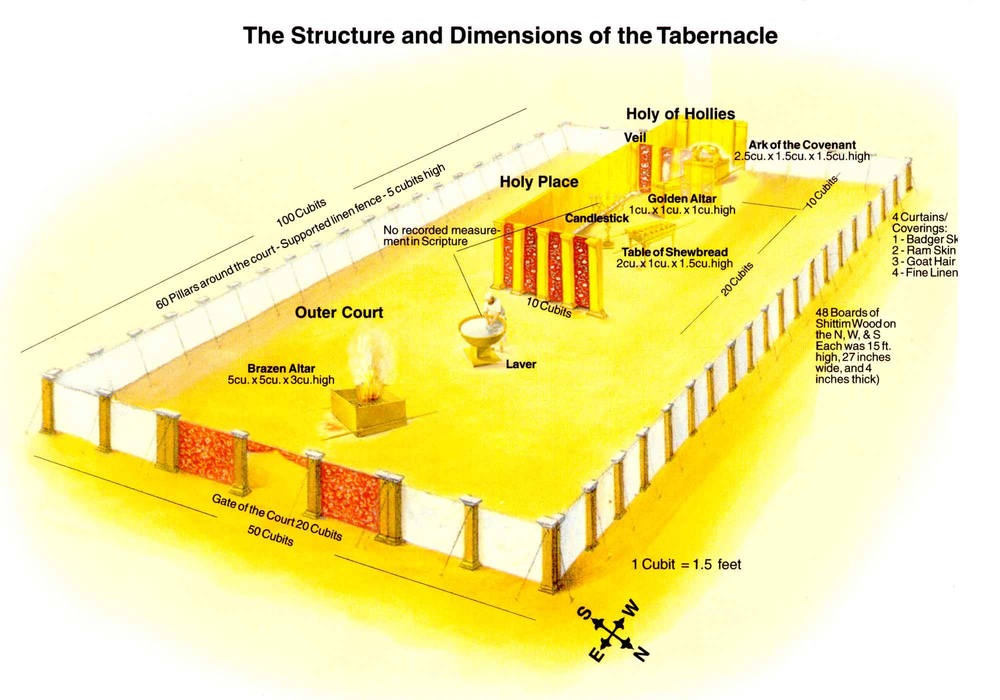 The Structure and Dimensions of the Tabernacle
Holy of Hollies
Veil
Ark of the Covenant
2.5cu. x 1.5cu. x 1.5cu.high
Holy Place
100 Cubits
60 Pillars around the court - Supported linen fence - 5 cubits high
10 Cubits
Golden Altar
1cu. x 1cu. x 1cu.high
Candlestick
No recorded measure-
ment in Scripture
4 Curtains/
Coverings:
1 - Badger Sk
2 - Ram Skin
3 - Goat Hair
4 - Fine Linen
Table of Shewbread
2cu. x 1cu. x 1.5cu.high
20 Cubits
10 Cubits
Outer Court
48 Boards of
Shittim Wood on
the N, W, & S
Each was 15 ft.
high, 27 inches
wide, and 4
inches thick)
Laver
Brazen Altar
5cu. x 5cu. x 3cu.high
Gate of the Court 20 Cubits
50 Cubits
1 Cubit = 1.5 feet
S
W
E
N